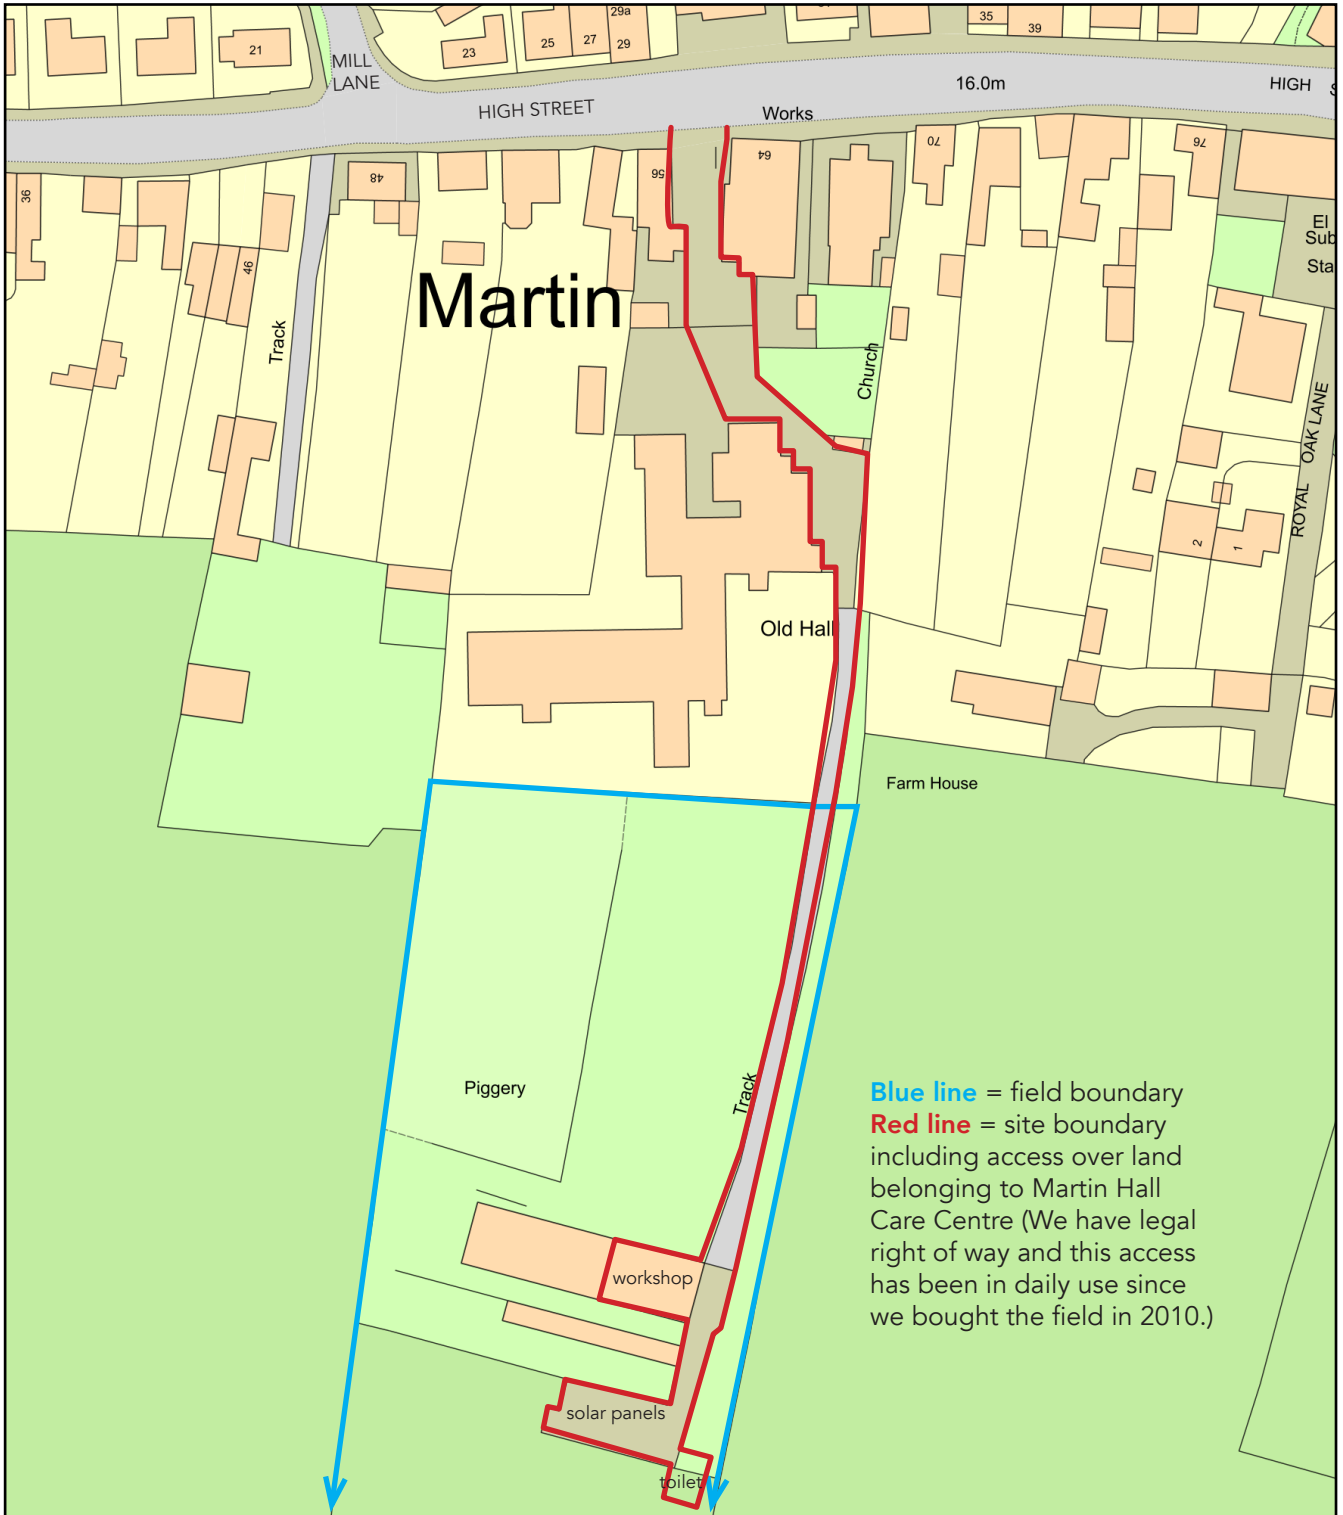 29a
35
39
21
23
25
27
29
MILL
LANE
HIGH STREET
16.0m
HIGH
Works
36
48
56
64
70
76
El
Sub
Sta
46
Track
Martin
Church
ROYAL OAK LANE
2
1
Old Hall
Farm House
Piggery
Track
Blue line = field boundary
Red line = site boundary
including access over land
belonging to Martin Hall
Care Centre (We have legal
right of way and this access
has been in daily use since
we bought the field in 2010.)
workshop
solar panels
toilet